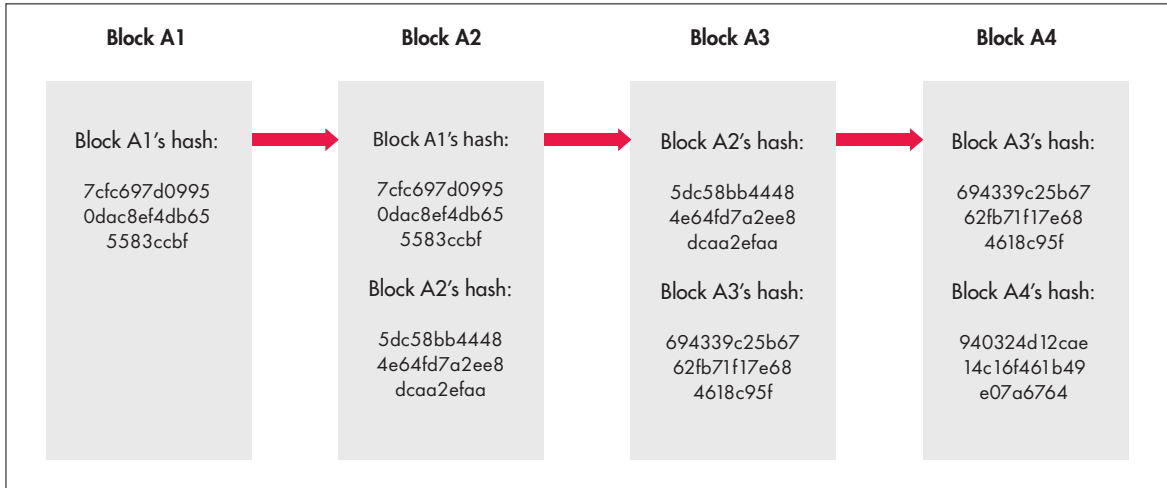 Block A1
Block A2
Block A3
Block A4
Block A1's hash:
7cfc697d0995
0dac8ef4db65
5583ccbf
Block A1's hash:
7cfc697d0995
0dac8ef4db65
5583ccbf
Block A2's hash:
5dc58bb4448
4e64fd7a2ee8
dcaa2efaa
Block A2's hash:
5dc58bb4448
4e64fd7a2ee8
dcaa2efaa
Block A3's hash:
694339c25b67
62fb71f17e68
4618c95f
Block A3's hash:
694339c25b67
62fb71f17e68
4618c95f
Block A4's hash:
940324d12cae
14c16f461b49
e07a6764